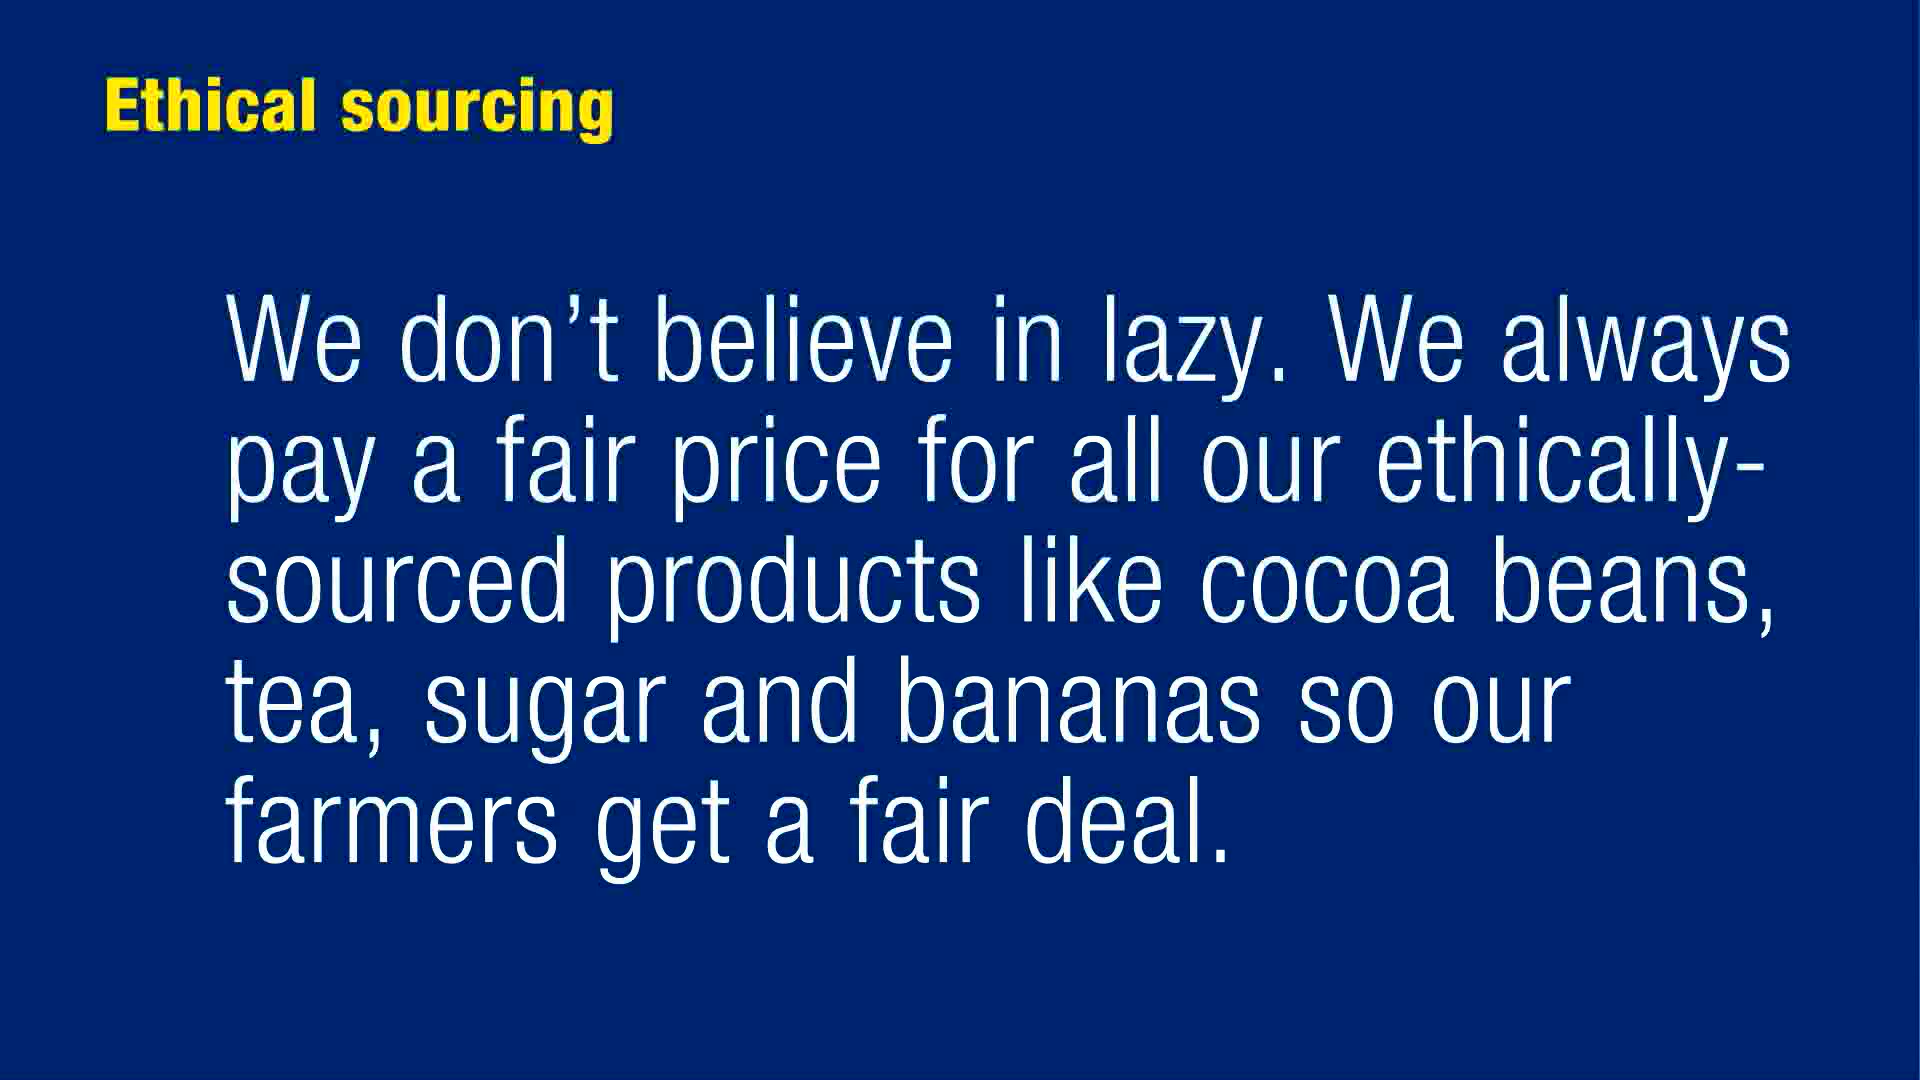 Ethical sourcing
We don’t believe in lazy. We always
pay a fair price for all our ethically-
sourced products like cocoa beans,
tea, sugar and bananas so our
farmers get a fair deal.